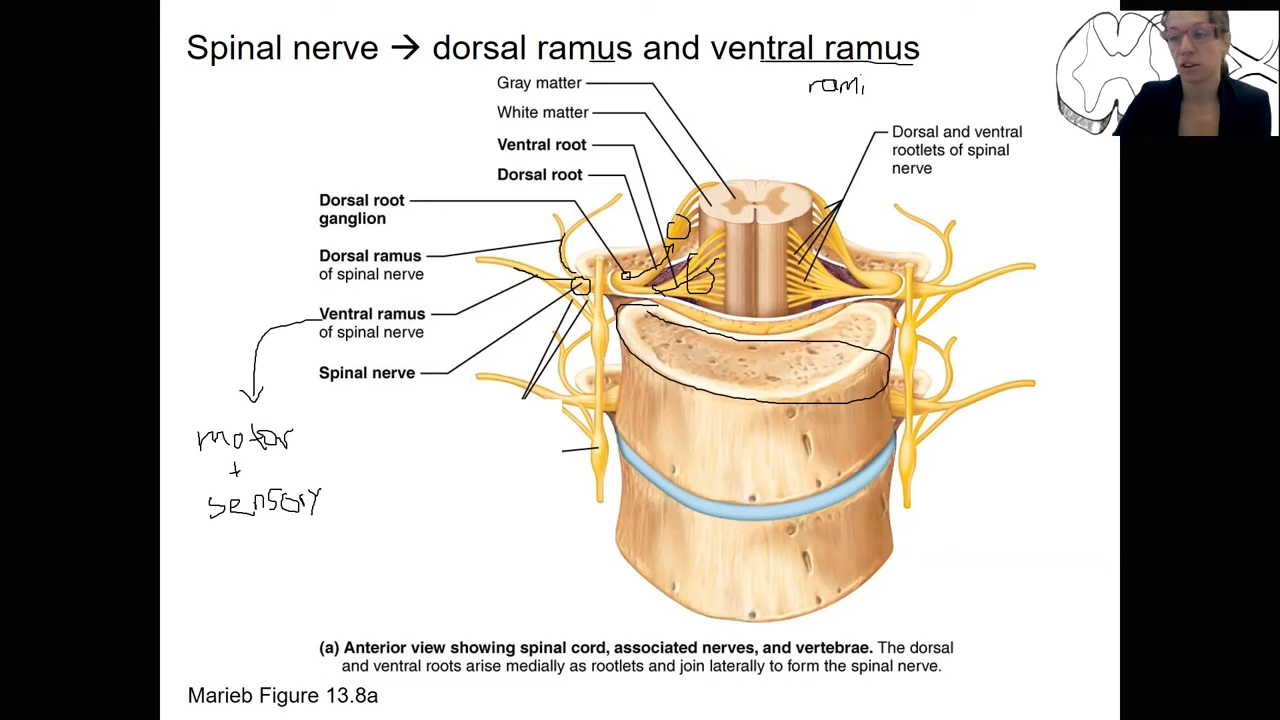 Spinal nerve → dorsal ramus and ventral ramus
rami
Gray matter
White matter
Ventral root
Dorsal root
Dorsal root
ganglion
Dorsal ramus
of spinal nerve
Ventral ramus
of spinal nerve
Spinal nerve
Dorsal and ventral
rootlets of spinal
nerve
motor
+
sensory
(a) Anterior view showing spinal cord, associated nerves, and vertebrae. The dorsal
and ventral roots arise medially as rootlets and join laterally to form the spinal nerve.
Marieb Figure 13.8a